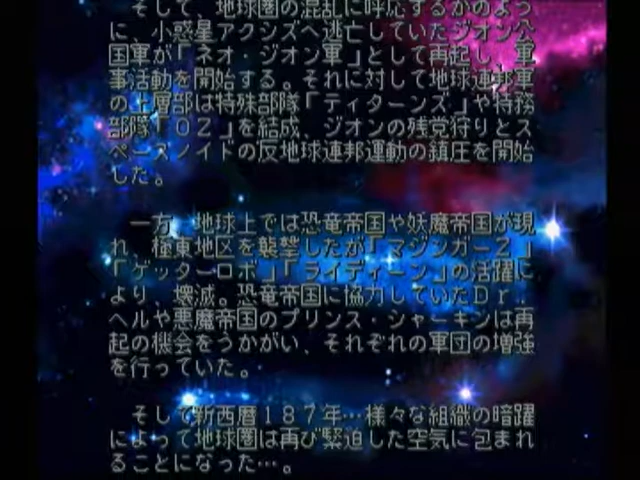 そして、地球圏の混乱に呼応するかのよう
に、小惑星アクシズへ逃亡していたジオン公
国軍が「ネオ・ジオン軍」として再起し、軍
事活動を開始する。それに対して地球連邦軍
の上層部は特殊部隊「ティターンズ」や特務
部隊「ＯＺ」を結成、ジオンの残党狩りとス
ペースノイドの反地球連邦運動の鎮圧を開始
した。
一方、地球上では恐竜帝国や妖魔帝国が現
れ、極東地区を襲撃したが「マジンガーＺ」
「ゲッターロボ」「ライディーン」の活躍に
より、壊滅。恐竜帝国に協力していたＤｒ．
ヘルや悪魔帝国のプリンス・シャーキンは再
起の機会をうかがい、それぞれの軍団の増強
を行っていた。
そして新西暦１８７年…様々な組織の暗躍
によって地球圏は再び緊迫した空気に包まれ
ることになった…。